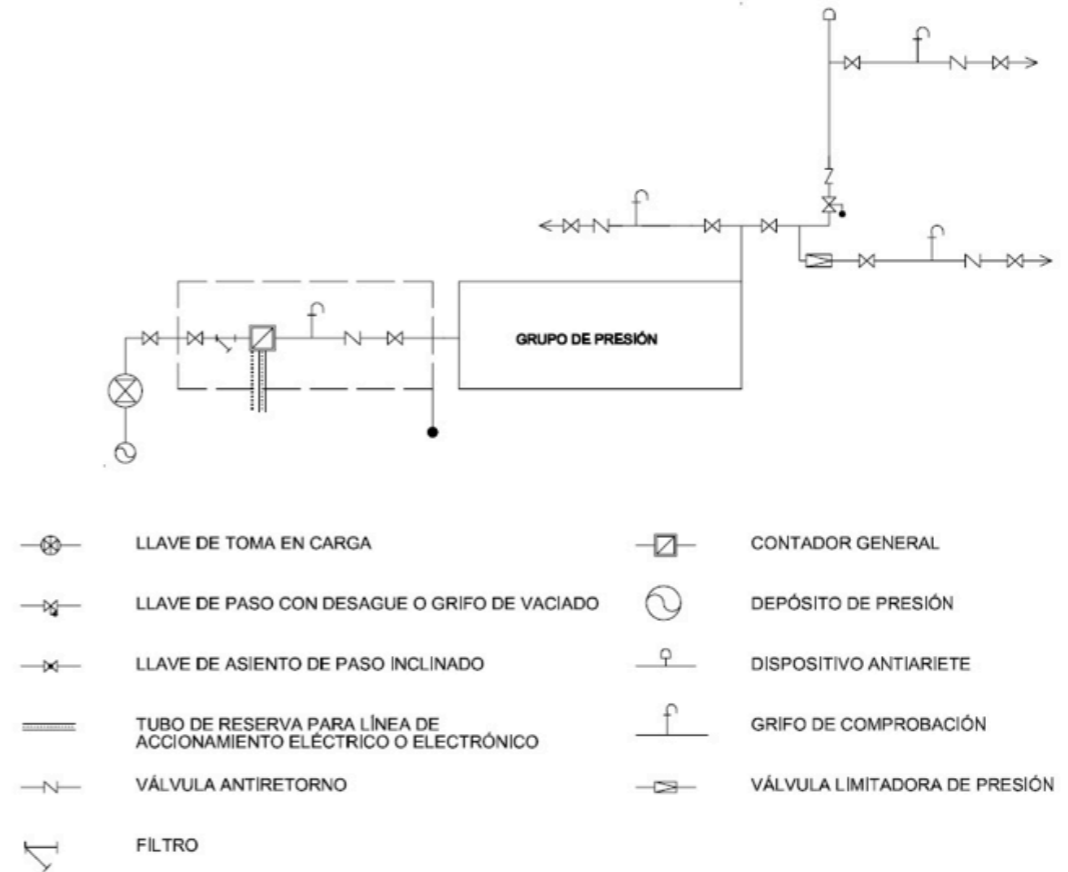 GRUPO DE PRESIÓN
LLAVE DE TOMA EN CARGA
LLAVE DE PASO CON DESAGUE O GRIFO DE VACIADO
LLAVE DE ASIENTO DE PASO INCLINADO
TUBO DE RESERVA PARA LÍNEA DE
ACCIONAMIENTO ELÉCTRICO O ELECTRÓNICO
VÁLVULA ANTIRETORNO
FILTRO
CONTADOR GENERAL
DEPÓSITO DE PRESIÓN
DISPOSITIVO ANTIARIETE
GRIFO DE COMPROBACIÓN
VÁLVULA LIMITADORA DE PRESIÓN